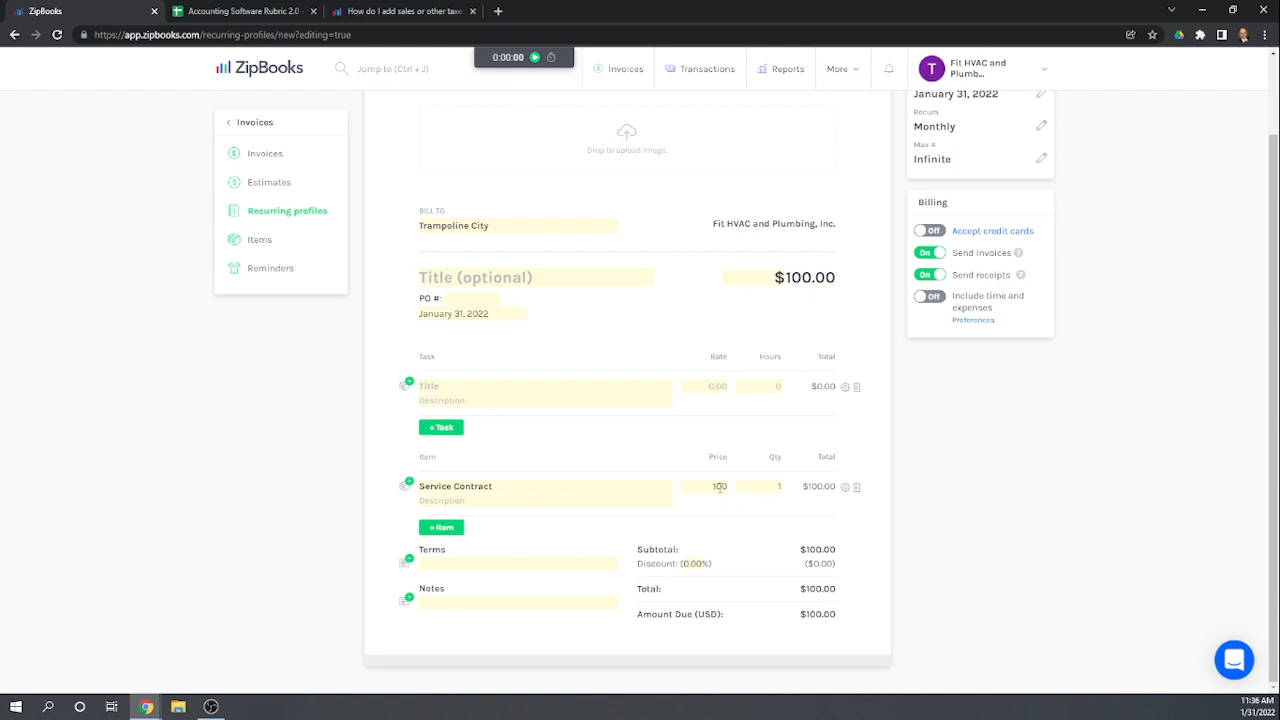 ZipBooks
Accounting Software Rubric 2.0 -
How do I add sales or other taxe
https://app.zipbooks.com/recurring-profiles/new?editing=true
0:00:00
ZipBooks
Jump to (Ctrl + J)
Invoices
Transactions
Reports
More
T
Fit HVAC and
Plumb...
Invoices
Invoices
Estimates
Recurring profiles
Items
Reminders
Drop to upload image.
BILL TO
Trampoline City
Fit HVAC and Plumbing, Inc.
Title (optional)
$100.00
PO #:
January 31, 2022
Task Rate Hours Total
Title 0.00 0 $0.00
Description
+Task
Item Price Qty Total
Service Contract 100 1 $100.00
Description
+Item
Terms
Notes
Subtotal: $100.00
Discount: (0.00%) ($0.00)
Total: $100.00
Amount Due (USD): $100.00
January 31, 2022
Recurs
Monthly
Max #
Infinite
Billing
Off Accept credit cards
On Send invoices ?
On Send receipts ?
Off Include time and
expenses
Preferences
11:36 AM
1/31/2022